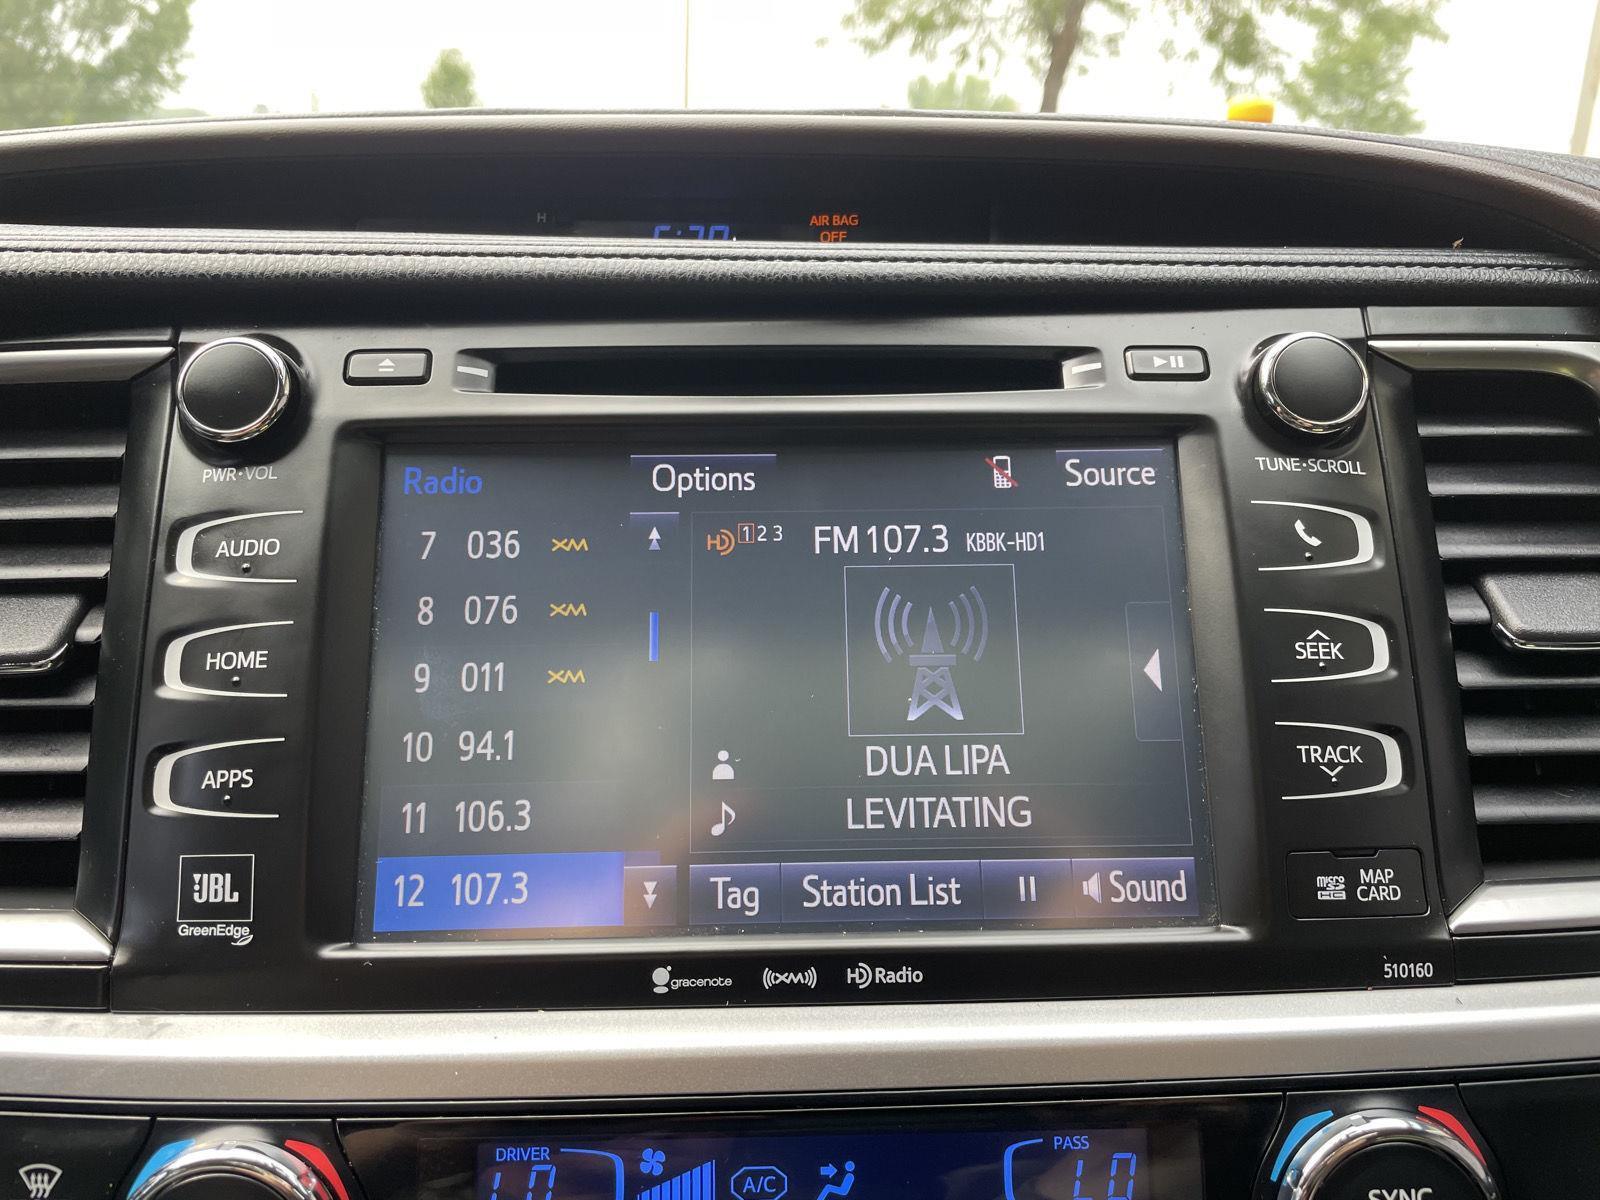 H
AIR BAG
OFF
PWR•VOL
TUNE•SCROLL
Radio
Options
Source
AUDIO
HOME
APPS
7 036 XM
8 076 XM
9 011 XM
10 94.1
11 106.3
12 107.3
HD 1 2 3 FM 107.3 KBBK-HD1
DUA LIPA
LEVITATING
Tag
Station List
Sound
SEEK
TRACK
JBL
GreenEdge
micro SD HC
MAP
CARD
gracenote
((XM))
HD Radio
510160
DRIVER
LO
A/C
PASS
LO
SYNC